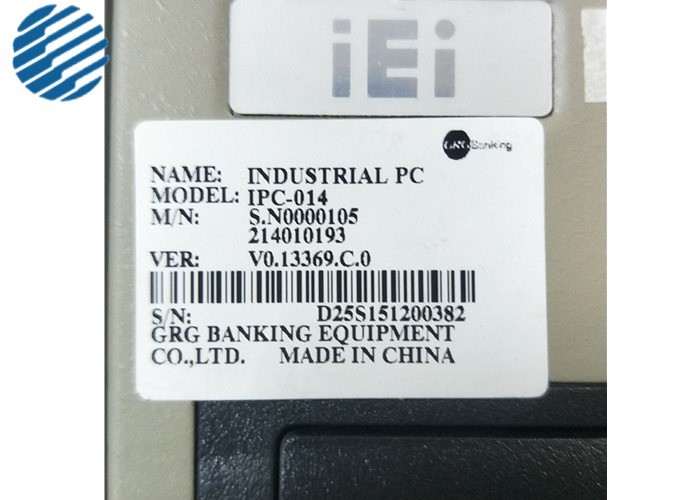 iEi
GRG Banking
NAME: INDUSTRIAL PC
MODEL: IPC-014
M/N: S.N0000105
214010193
VER: V0.13369.C.0
S/N: D25S151200382
GRG BANKING EQUIPMENT
CO.,LTD. MADE IN CHINA